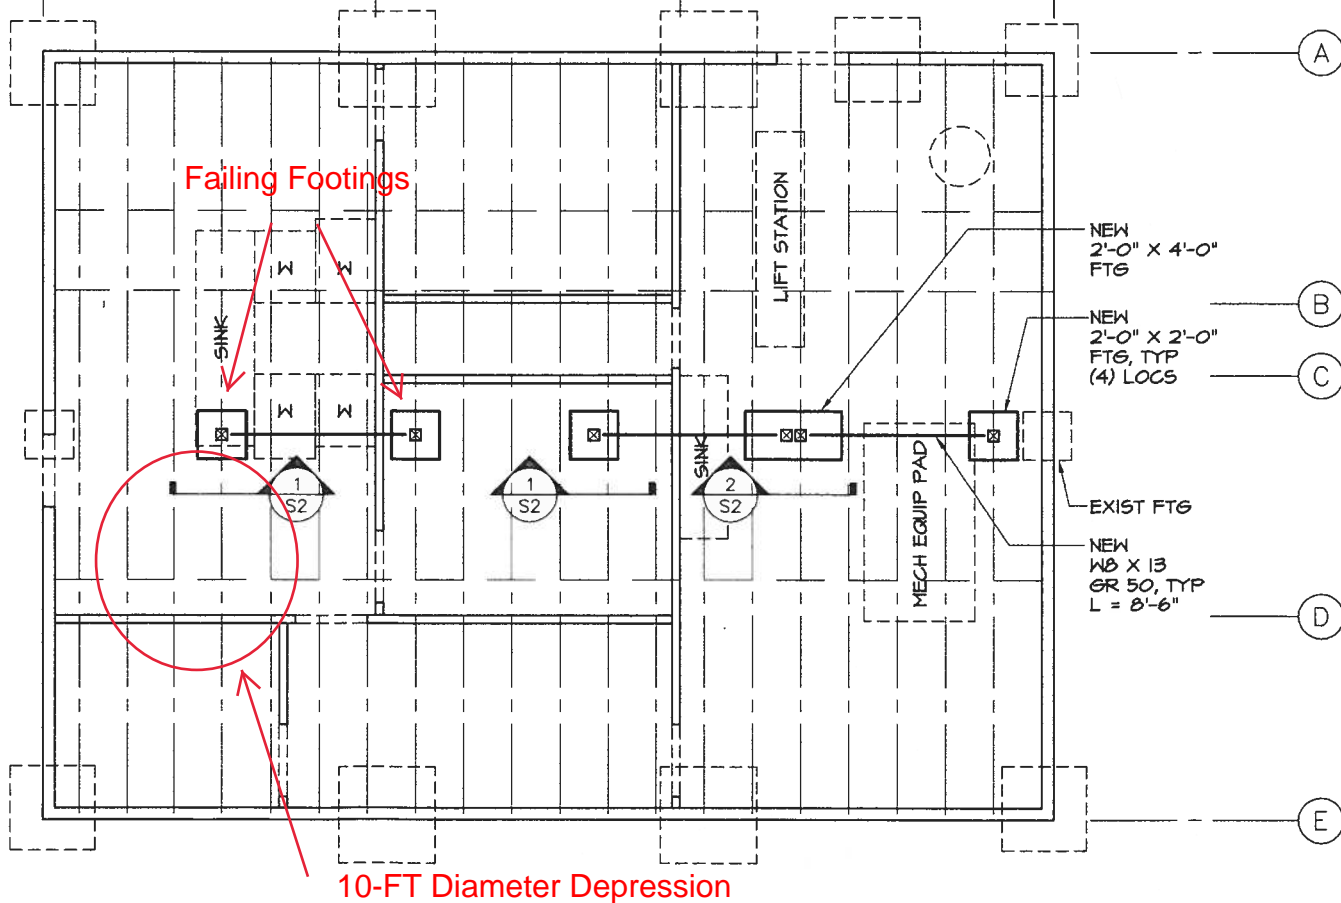 A
Failing Footings
LIFT STATION
NEW
2'-0" X 4'-0"
FTG
W W
SINK
B
NEW
2'-0" X 2'-0"
FTG, TYP
(4) LOCS
C
W W
SINK
MECH EQUIP PAD
1
S2
1
S2
2
S2
EXIST FTG
NEW
W8 X 13
GR 50, TYP
L = 8'-6"
D
E
10-FT Diameter Depression